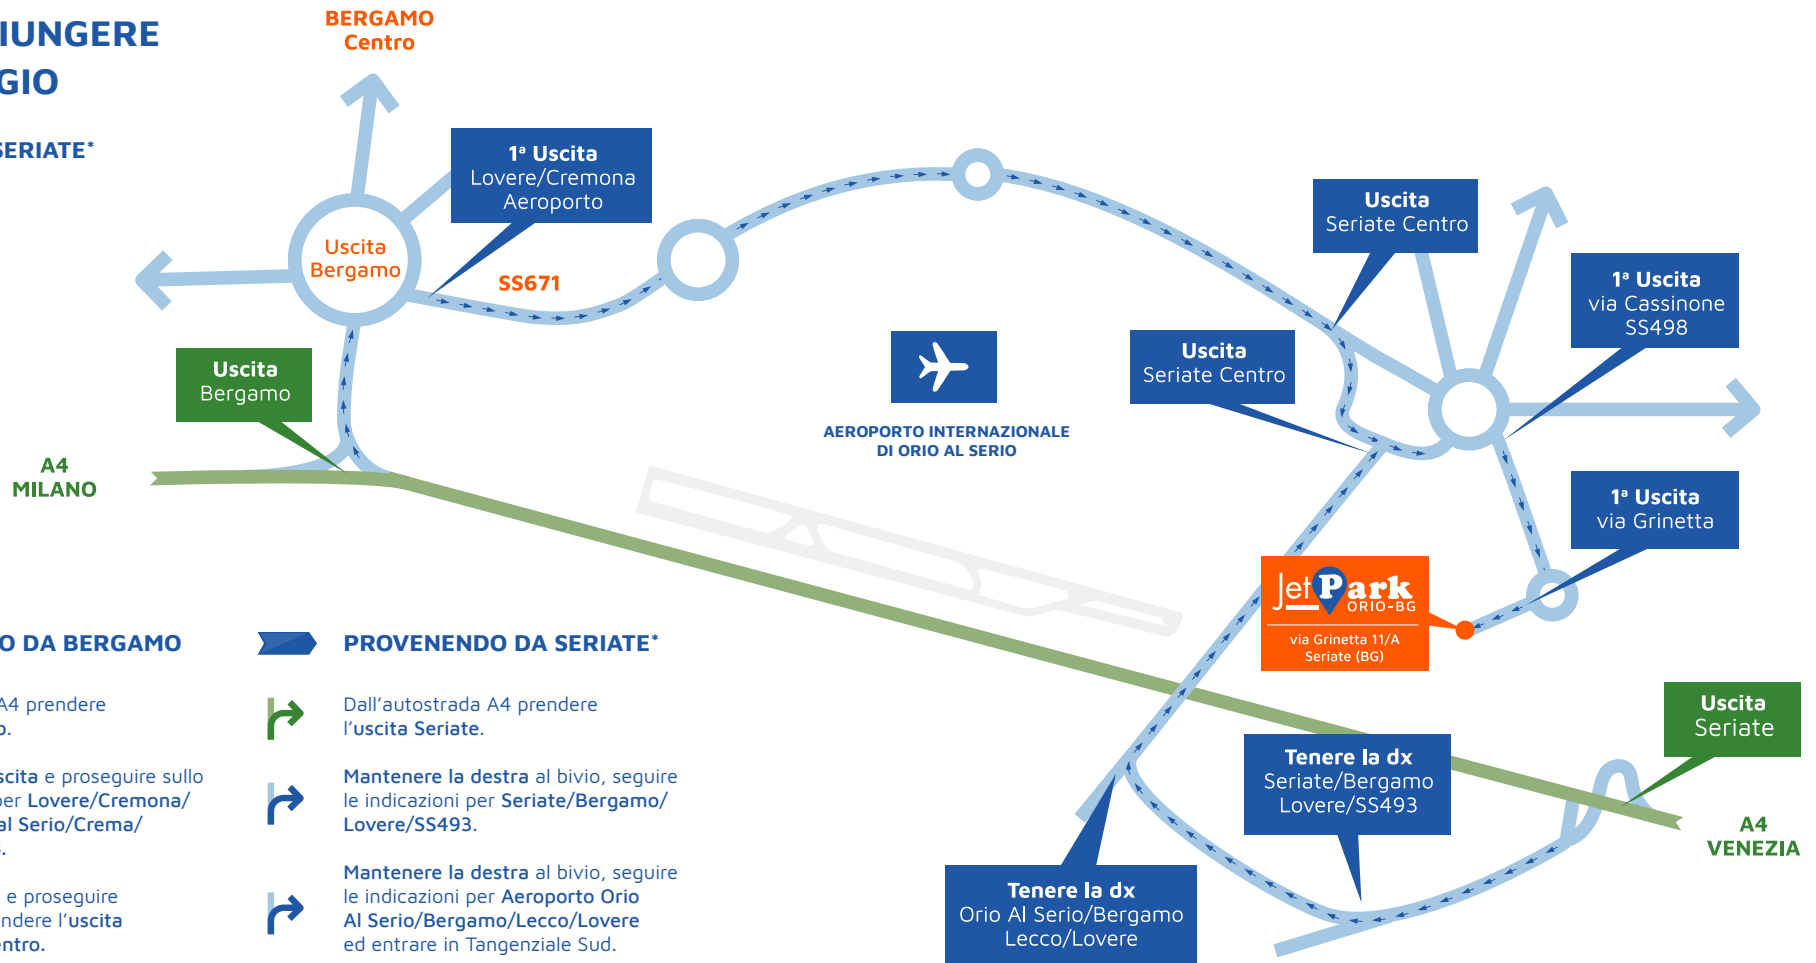 IUNGERE
GIO
SERIATE*
BERGAMO
Centro
1ª Uscita
Lovere/Cremona
Aeroporto
Uscita
Bergamo
SS671
Uscita
Seriate Centro
1ª Uscita
via Cassinone
SS498
Uscita
Bergamo
Uscita
Seriate Centro
AEROPORTO INTERNAZIONALE
DI ORIO AL SERIO
A4
MILANO
1ª Uscita
via Grinetta
Jet Park
ORIO-BG
via Grinetta 11/A
Seriate (BG)
O DA BERGAMO
A4 prendere
o.
scita e proseguire sullo
per Lovere/Cremona/
al Serio/Crema/
e proseguire
ndere l'uscita
entro.
PROVENENDO DA SERIATE*
Dall'autostrada A4 prendere
l'uscita Seriate.
Mantenere la destra al bivio, seguire
le indicazioni per Seriate/Bergamo/
Lovere/SS493.
Mantenere la destra al bivio, seguire
le indicazioni per Aeroporto Orio
Al Serio/Bergamo/Lecco/Lovere
ed entrare in Tangenziale Sud.
Uscita
Seriate
Tenere la dx
Seriate/Bergamo
Lovere/SS493
A4
VENEZIA
Tenere la dx
Orio Al Serio/Bergamo
Lecco/Lovere